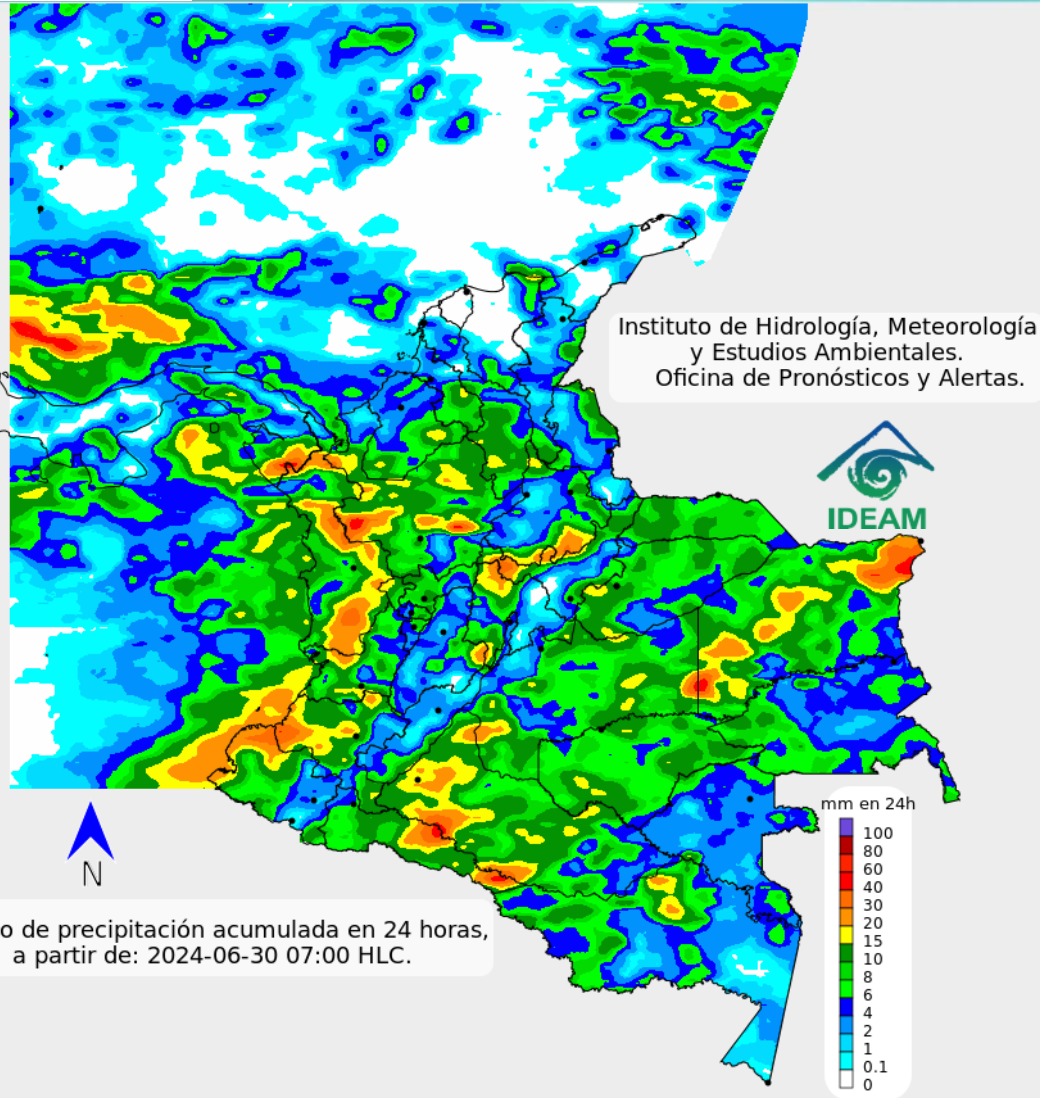 Instituto de Hidrología, Meteorología
y Estudios Ambientales.
Oficina de Pronósticos y Alertas.
IDEAM
mm en 24h
100
80
60
40
30
20
15
10
8
6
4
2
1
0.1
0
N
o de precipitación acumulada en 24 horas,
a partir de: 2024-06-30 07:00 HLC.